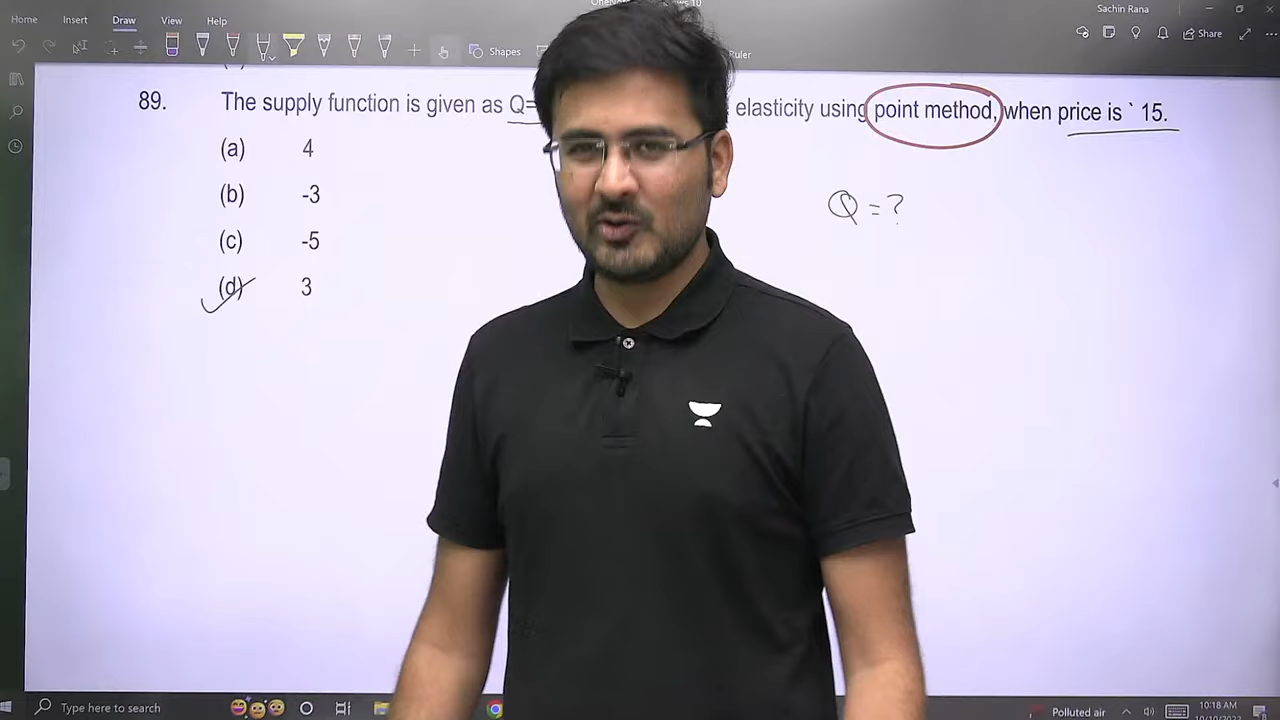 OneNote
Sachin Rana
Home Insert Draw View Help
Shapes
Ruler
Share
89. The supply function is given as Q= elasticity using point method, when price is ` 15.
(a) 4
(b) -3
Q = ?
(c) -5
(d) 3
Type here to search
Polluted air
10:18 AM